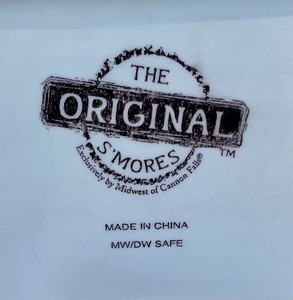 THE
ORIGINAL
S'MORES
TM
Exclusively by Midwest of Cannon Falls®
MADE IN CHINA
MW/DW SAFE